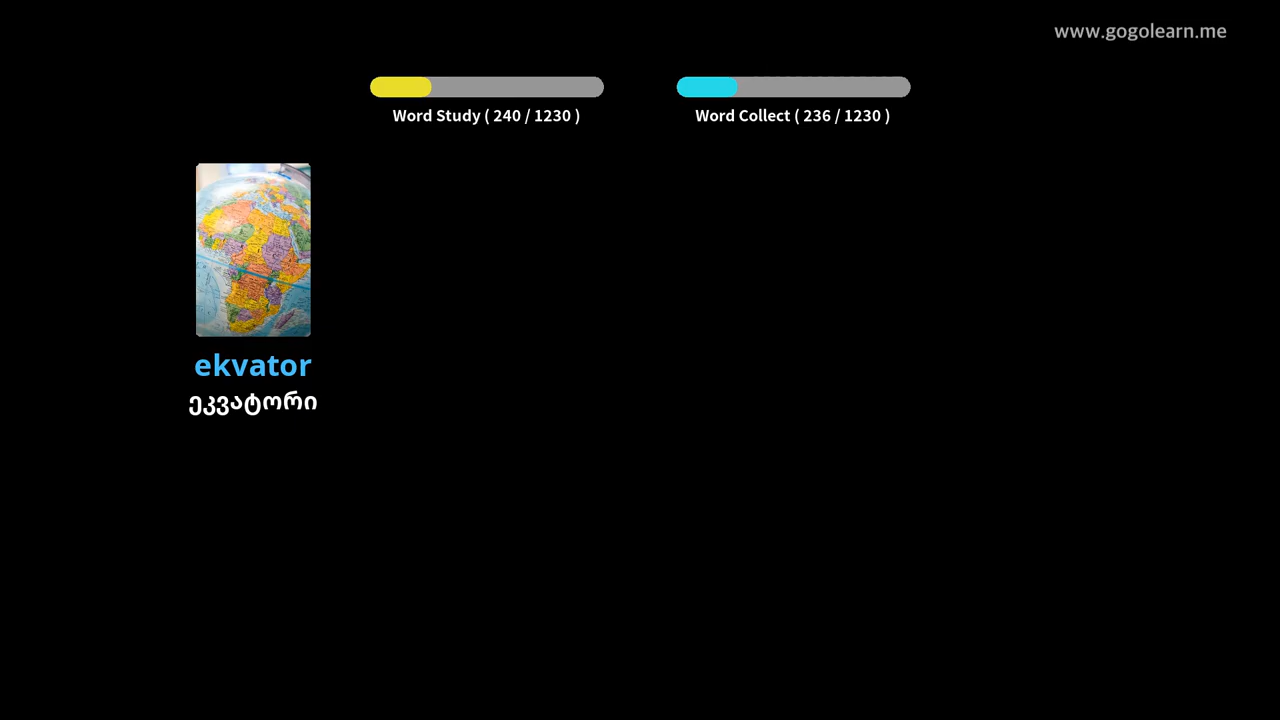 www.gogolearn.me
Word Study ( 240 / 1230 )
Word Collect ( 236 / 1230 )
ekvator
ეკვატორი